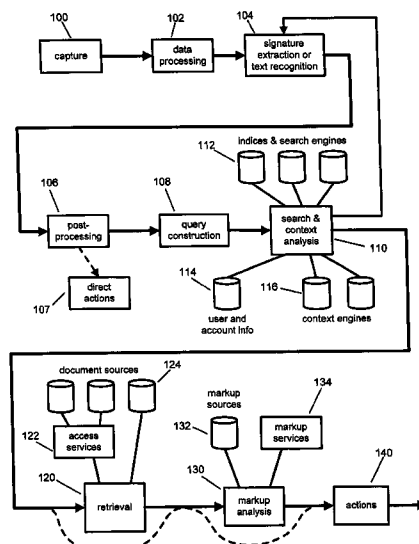 100
102
104
capture
data
processing
signature
extraction or
text recognition
indices & search engines
112
106
108
post-
processing
query
construction
search &
context
analysis
110
107
direct
actions
114
116
user and
account info
context engines
document sources
124
markup
sources
134
122
access
services
132
markup
services
120
130
140
retrieval
markup
analysis
actions